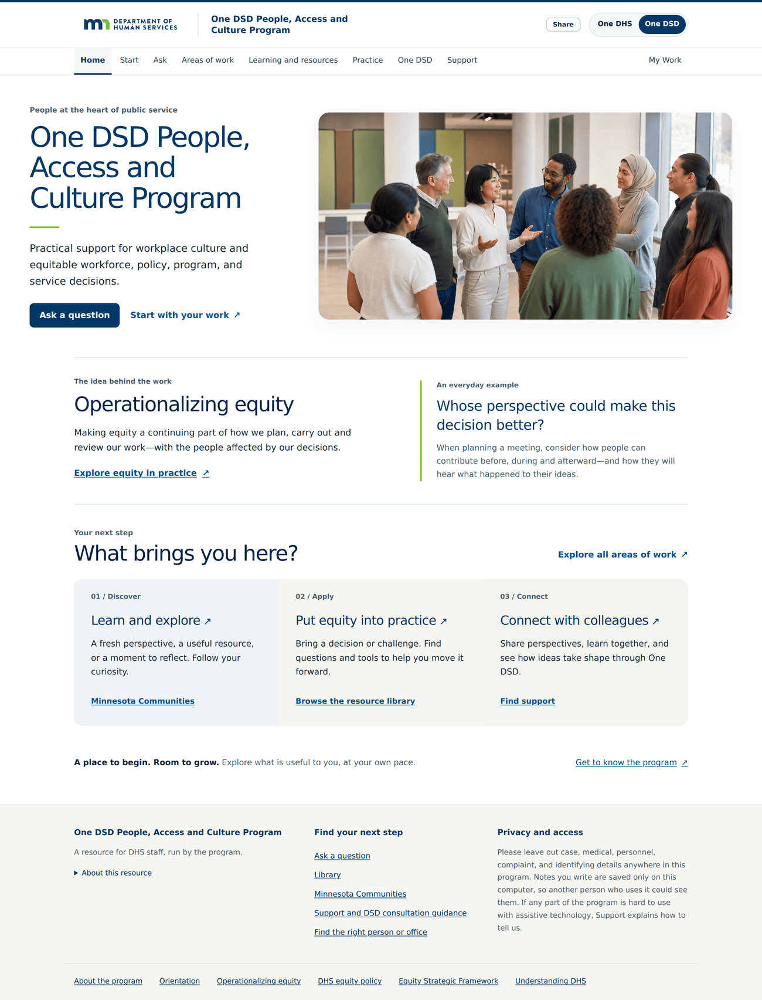 DEPARTMENT OF
HUMAN SERVICES
One DSD People, Access and
Culture Program
Share
One DHS
One DSD
Home
Start
Ask
Areas of work
Learning and resources
Practice
One DSD
Support
My Work
People at the heart of public service
One DSD People,
Access and
Culture Program
Practical support for workplace culture and
equitable workforce, policy, program, and
service decisions.
Ask a question
Start with your work ↗
The idea behind the work
Operationalizing equity
Making equity a continuing part of how we plan, carry out and
review our work—with the people affected by our decisions.
Explore equity in practice ↗
An everyday example
Whose perspective could make this
decision better?
When planning a meeting, consider how people can
contribute before, during and afterward—and how they will
hear what happened to their ideas.
Your next step
What brings you here?
Explore all areas of work ↗
01 / Discover
Learn and explore ↗
A fresh perspective, a useful resource,
or a moment to reflect. Follow your
curiosity.
Minnesota Communities
02 / Apply
Put equity into practice ↗
Bring a decision or challenge. Find
questions and tools to help you move it
forward.
Browse the resource library
03 / Connect
Connect with colleagues ↗
Share perspectives, learn together, and
see how ideas take shape through One
DSD.
Find support
A place to begin. Room to grow. Explore what is useful to you, at your own pace.
Get to know the program ↗
One DSD People, Access and Culture Program
A resource for DHS staff, run by the program.
▶ About this resource
Find your next step
Ask a question
Library
Minnesota Communities
Support and DSD consultation guidance
Find the right person or office
Privacy and access
Please leave out case, medical, personnel,
complaint, and identifying details anywhere in this
program. Notes you write are saved only on this
computer, so another person who uses it could see
them. If any part of the program is hard to use
with assistive technology, Support explains how to
tell us.
About the program
Orientation
Operationalizing equity
DHS equity policy
Equity Strategic Framework
Understanding DHS